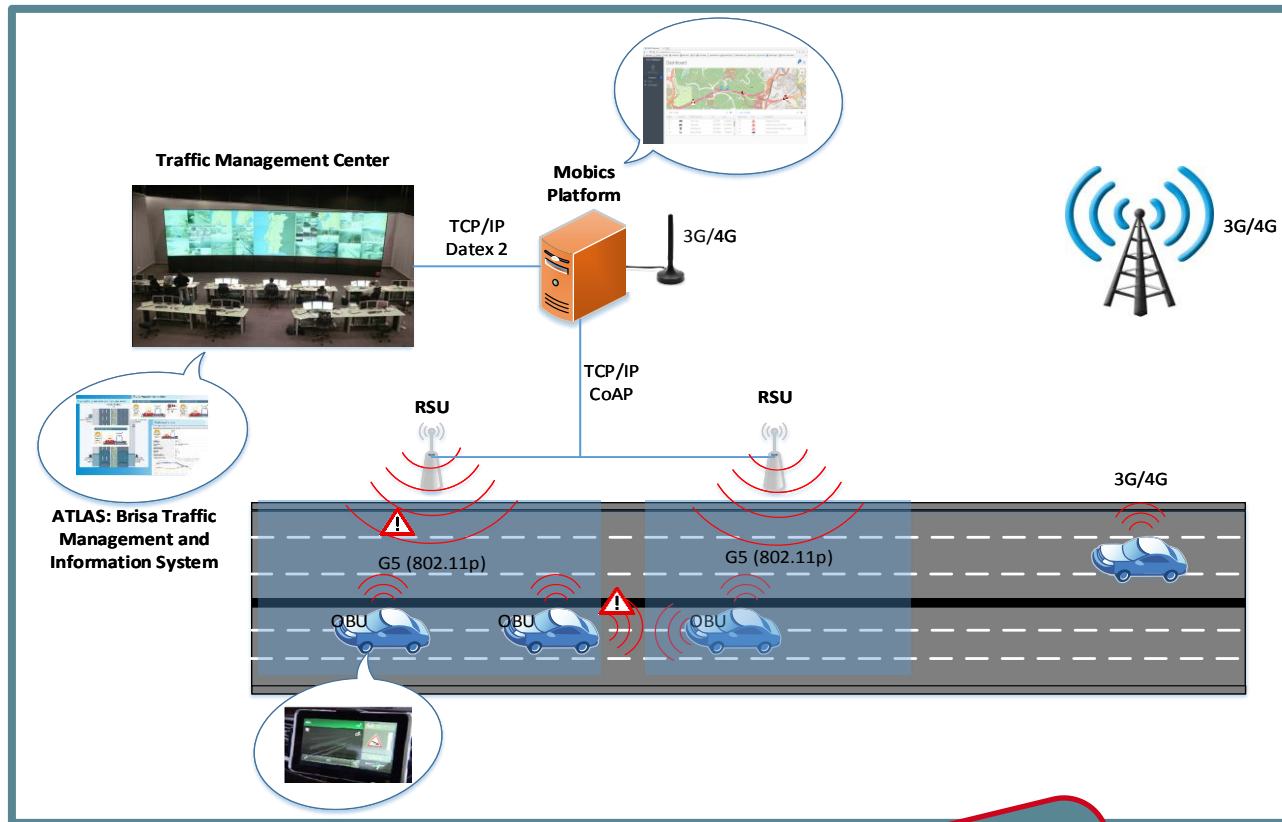 Dashboard
Traffic Management Center
Mobics
Platform
TCP/IP
Datex 2
3G/4G
3G/4G
TCP/IP
CoAP
RSU
RSU
3G/4G
ATLAS: Brisa Traffic
Management and
Information System
G5 (802.11p)
G5 (802.11p)
OBU
OBU
OBU